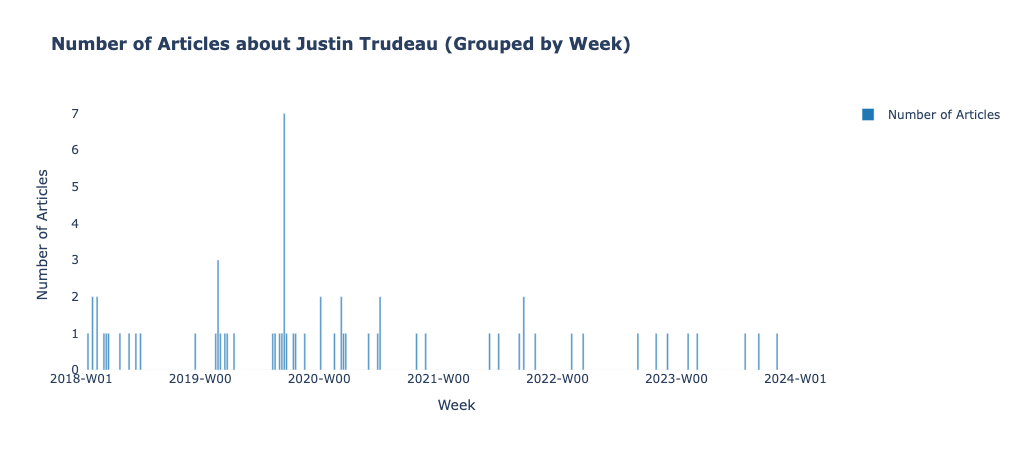 Number of Articles about Justin Trudeau (Grouped by Week)
Number of Articles
7
6
5
4
3
2
1
0
Number of Articles
2018-W01 2019-W00 2020-W00 2021-W00 2022-W00 2023-W00 2024-W01
Week